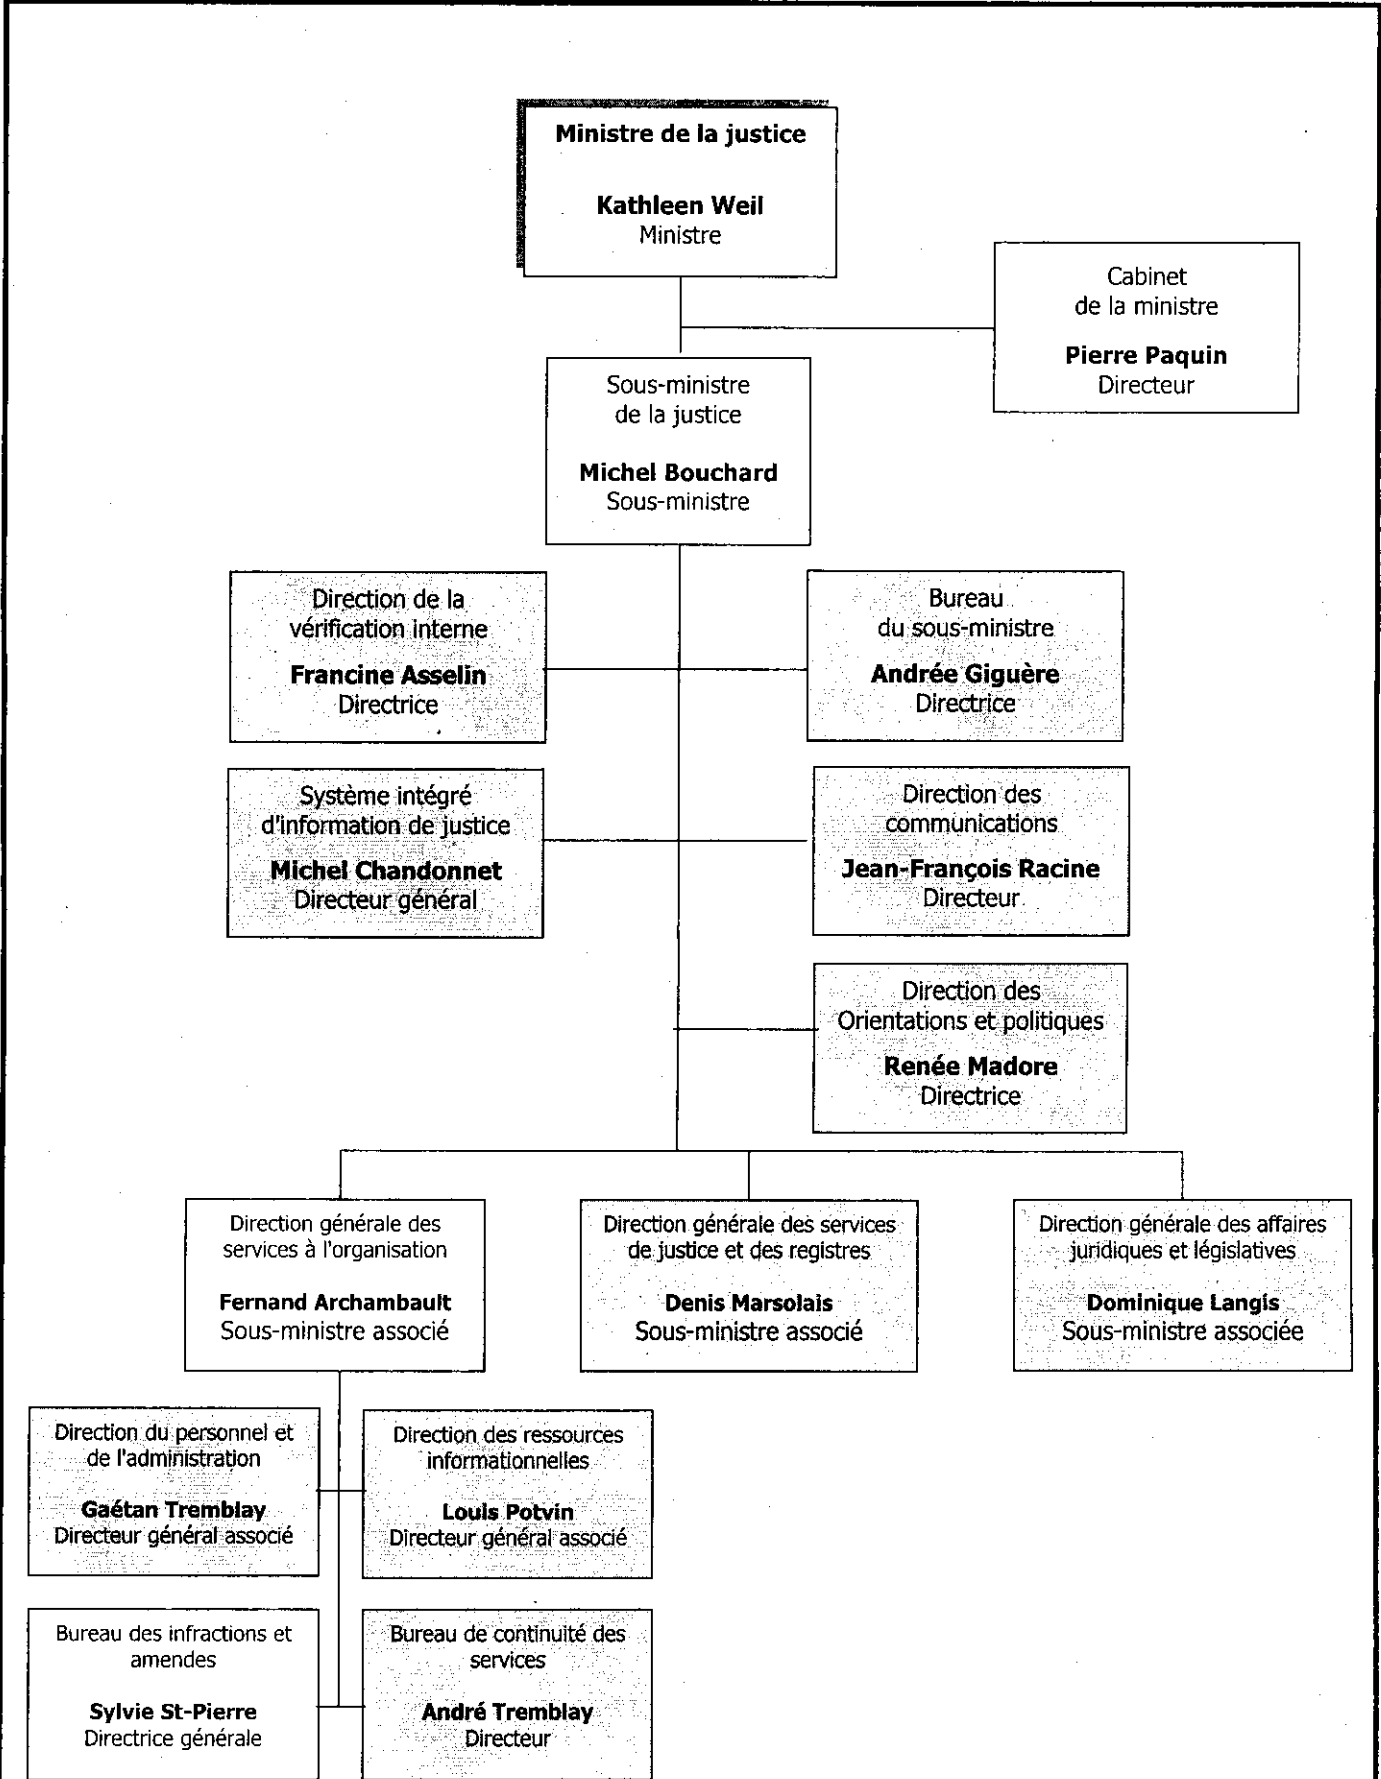 Ministre de la justice
Kathleen Weil
Ministre
Cabinet
de la ministre
Pierre Paquin
Directeur
Sous-ministre
de la justice
Michel Bouchard
Sous-ministre
Direction de la
vérification interne
Francine Asselin
Directrice
Bureau
du sous-ministre
Andrée Giguère
Directrice
Système intégré
d'information de justice
Michel Chandonnet
Directeur général
Direction des
communications
Jean-François Racine
Directeur
Direction des
Orientations et politiques
Renée Madore
Directrice
Direction générale des
services à l'organisation
Fernand Archambault
Sous-ministre associé
Direction générale des services
de justice et des registres
Denis Marsolais
Sous-ministre associé
Direction générale des affaires
juridiques et législatives
Dominique Langis
Sous-ministre associée
Direction du personnel et
de l'administration
Gaétan Tremblay
Directeur général associé
Direction des ressources
informationnelles
Louis Potvin
Directeur général associé
Bureau des infractions et
amendes
Sylvie St-Pierre
Directrice générale
Bureau de continuité des
services
André Tremblay
Directeur